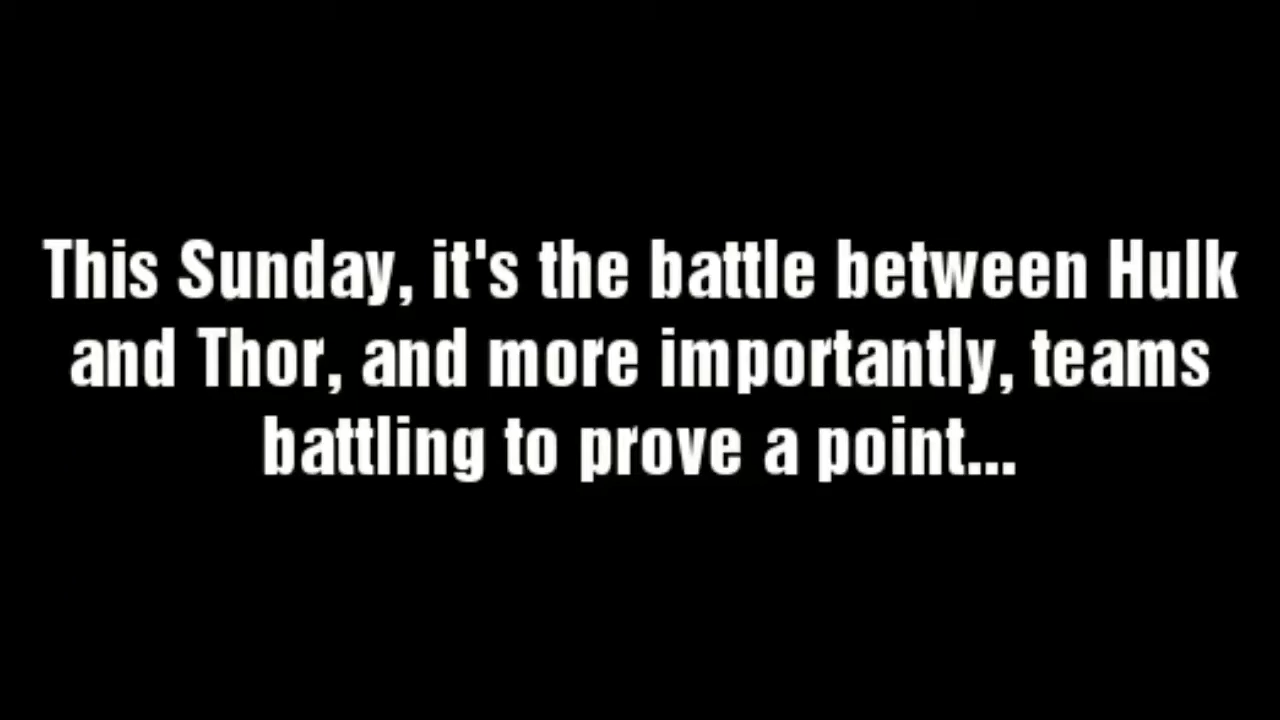 This Sunday, it's the battle between Hulk
and Thor, and more importantly, teams
battling to prove a point...